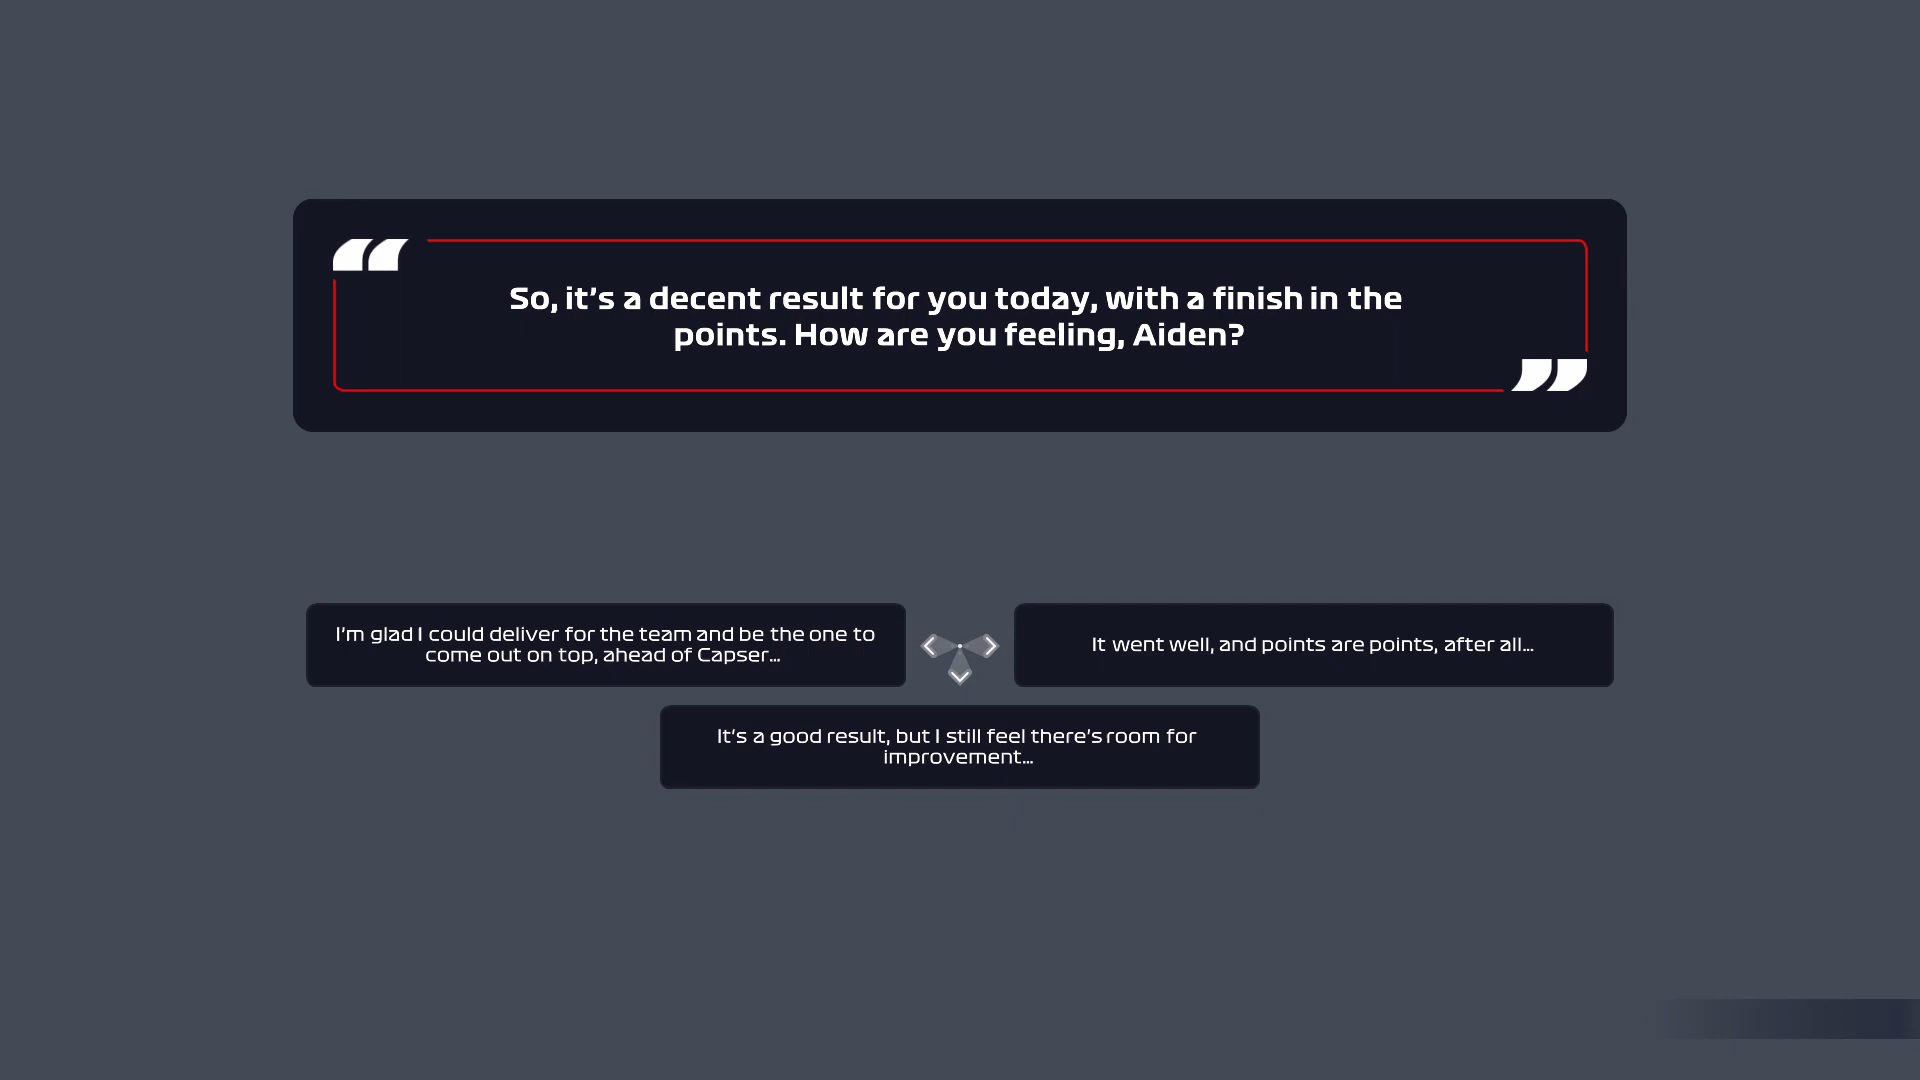 So, it's a decent result for you today, with a finish in the
points. How are you feeling, Aiden?
I'm glad I could deliver for the team and be the one to
come out on top, ahead of Capser...
It went well, and points are points, after all...
It's a good result, but I still feel there's room for
improvement...